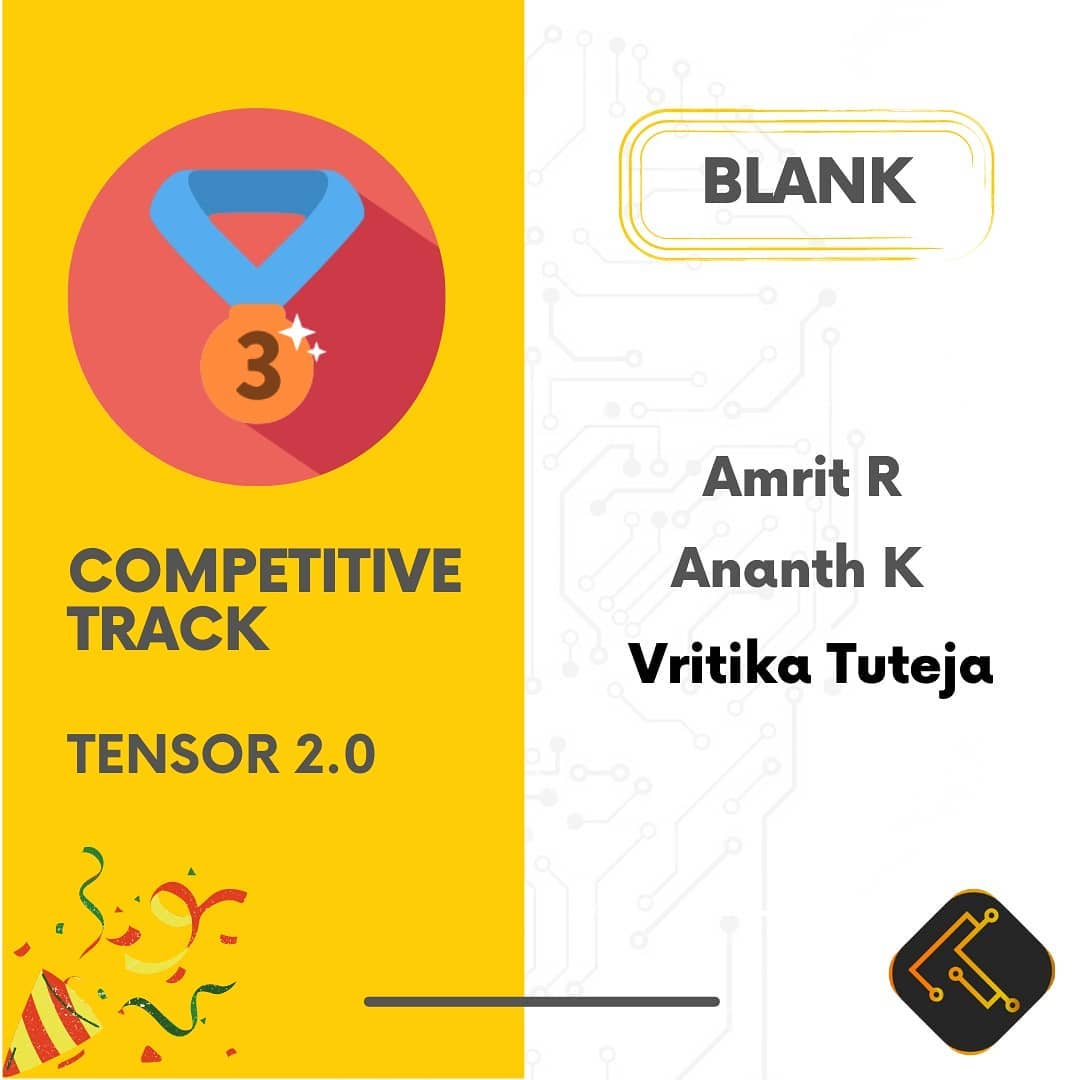 3
COMPETITIVE
TRACK
TENSOR 2.0
BLANK
Amrit R
Ananth K
Vritika Tuteja